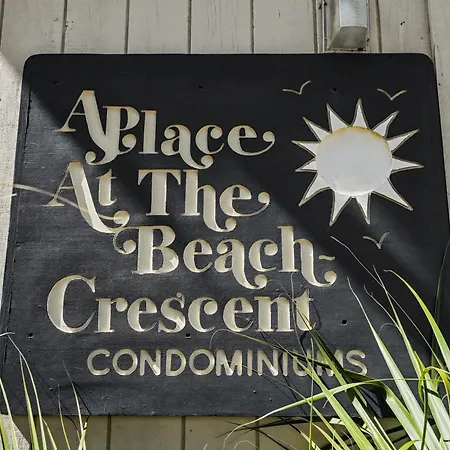 A Place
At The
Beach-
Crescent
CONDOMINIUMS